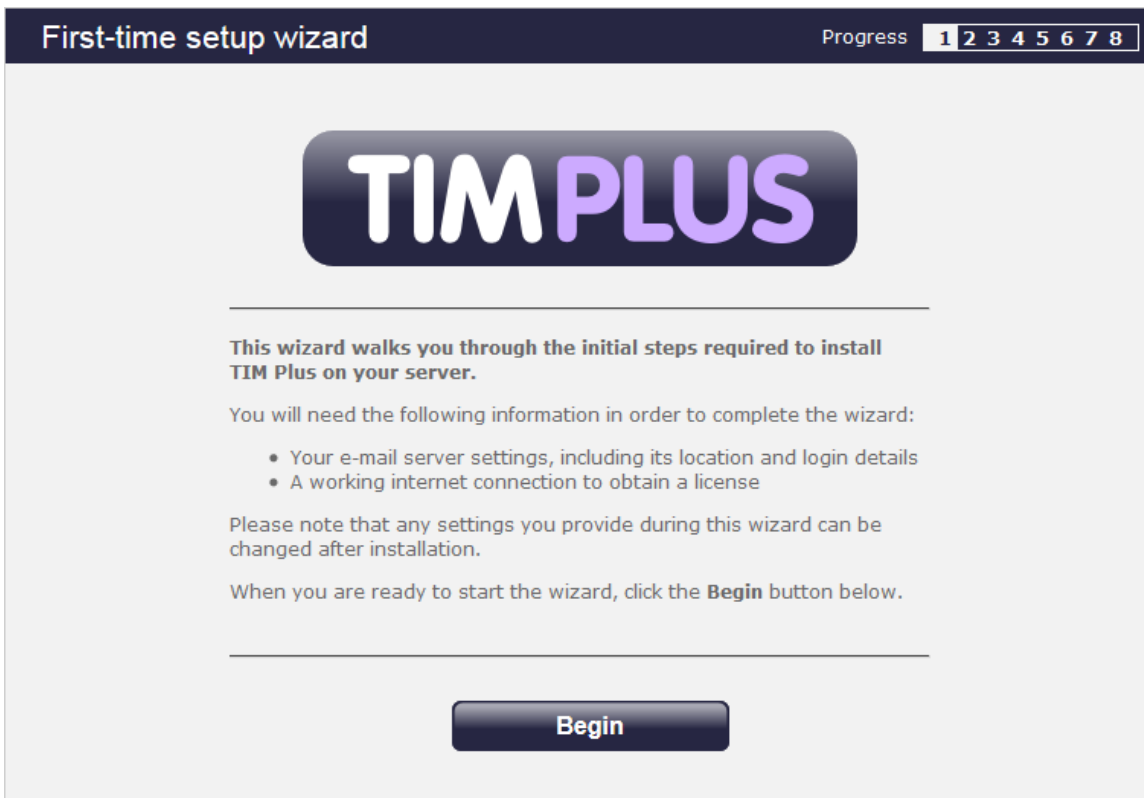 First-time setup wizard
Progress 1 2 3 4 5 6 7 8
TIM PLUS
This wizard walks you through the initial steps required to install
TIM Plus on your server.
You will need the following information in order to complete the wizard:
• Your e-mail server settings, including its location and login details
• A working internet connection to obtain a license
Please note that any settings you provide during this wizard can be
changed after installation.
When you are ready to start the wizard, click the Begin button below.
Begin